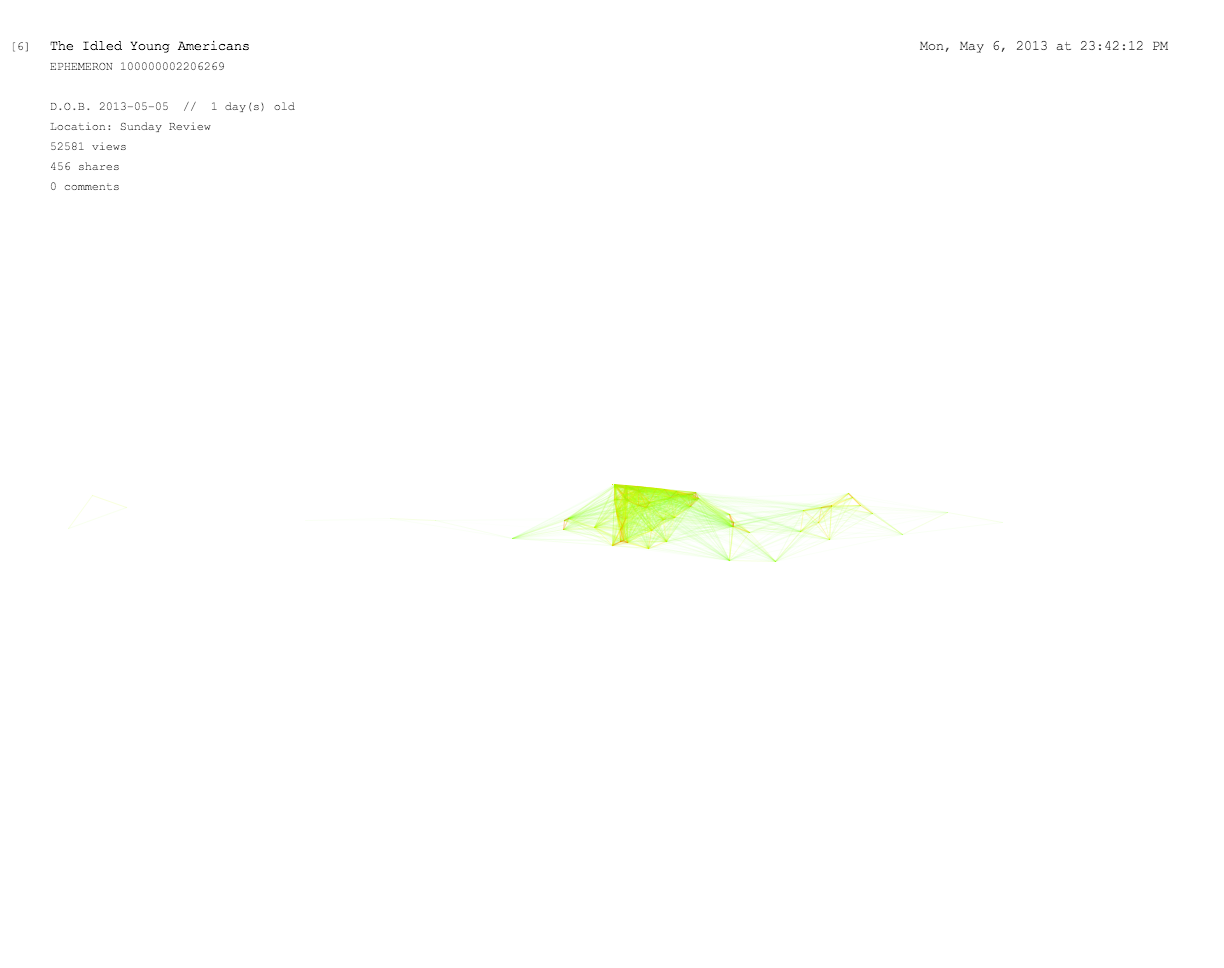 [6] The Idled Young Americans
Mon, May 6, 2013 at 23:42:12 PM
EPHEMERON 100000002206269
D.O.B. 2013-05-05 // 1 day(s) old
Location: Sunday Review
52581 views
456 shares
0 comments